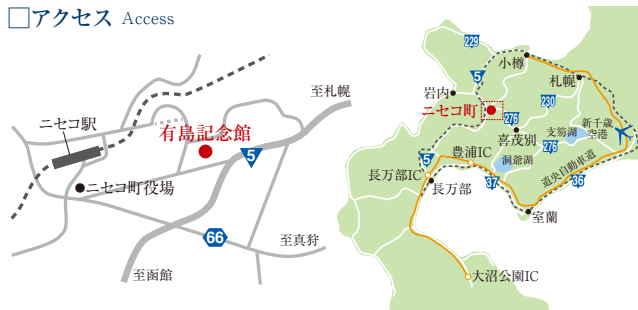 アクセス Access
至札幌
ニセコ駅
有島記念館
5
ニセコ町役場
66
至真狩
至函館
229
小樽
5
札幌
岩内
ニセコ町
276
230
喜茂別
支笏湖
新千歳
空港
276
豊浦IC
5
洞爺湖
長万部IC
長万部
37
道央自動車道
36
室蘭
大沼公園IC